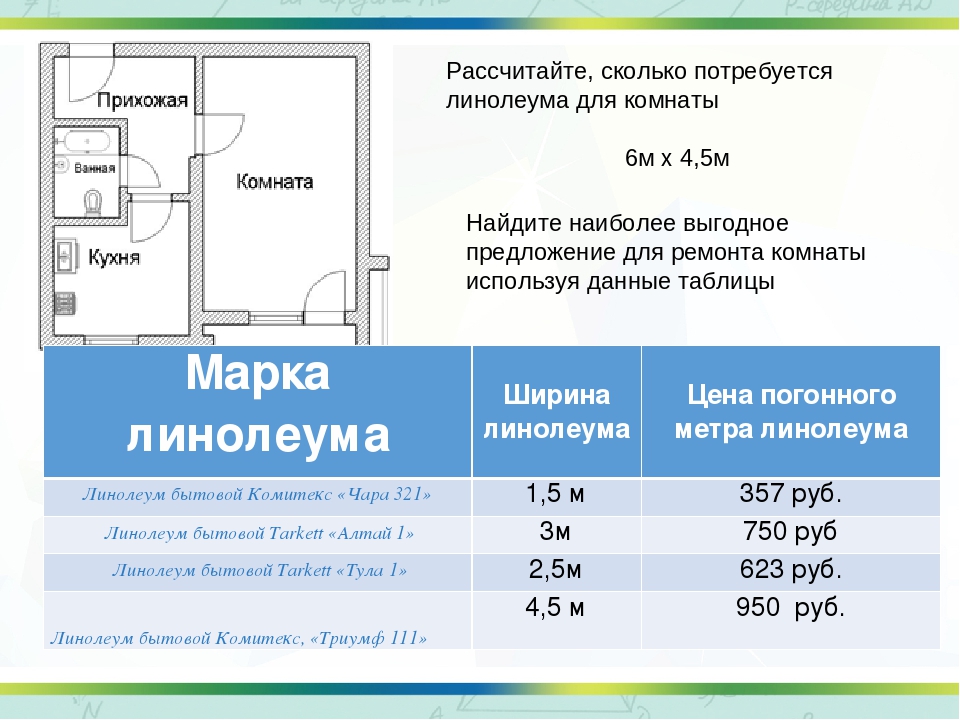 Р-середина AD
Прихожая
Ванная
Комната
Кухня
Рассчитайте, сколько потребуется
линолеума для комнаты
6м х 4,5м
Найдите наиболее выгодное
предложение для ремонта комнаты
используя данные таблицы
Марка
линолеума
Ширина
линолеума
Цена погонного
метра линолеума
Линолеум бытовой Комитекс «Чара 321»
1,5 м
357 руб.
Линолеум бытовой Tarkett «Алтай 1»
3м
750 руб
Линолеум бытовой Tarkett «Тула 1»
2,5м
623 руб.
Линолеум бытовой Комитекс, «Триумф 111»
4,5 м
950 руб.
N